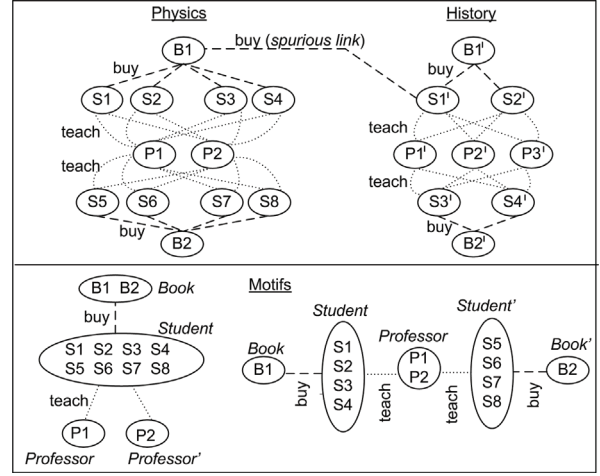 Physics
History
B1
buy (spurious link)
B1'
buy
buy
S1 S2 S3 S4
S1' S2'
teach
teach
P1 P2
P1' P2' P3'
teach
teach
S5 S6 S7 S8
S3' S4'
buy
buy
B2
B2'
B1 B2 Book
buy
Student
S1 S2 S3 S4
S5 S6 S7 S8
teach
P1
P2
Professor
Professor'
Motifs
Book
B1
buy
Student
S1
S2
S3
S4
teach
Professor
P1
P2
teach
Student'
S5
S6
S7
S8
buy
Book'
B2